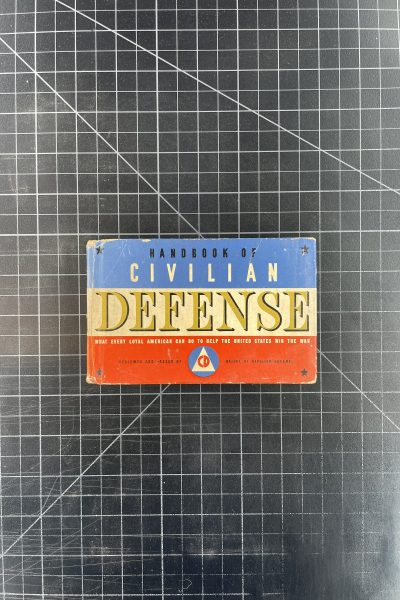 HANDBOOK OF
CIVILIAN
DEFENSE
WHAT EVERY LOYAL AMERICAN CAN DO TO HELP THE UNITED STATES WIN THE WAR
CD